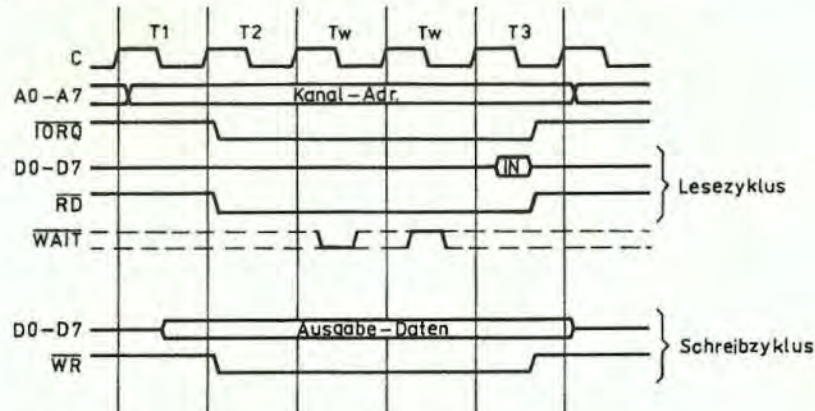 T1 T2 Tw Tw T3
C
A0-A7 Kanal-Adr.
IORQ
D0-D7 IN
RD
Lesezyklus
WAIT
D0-D7 Ausgabe-Daten
WR
Schreibzyklus